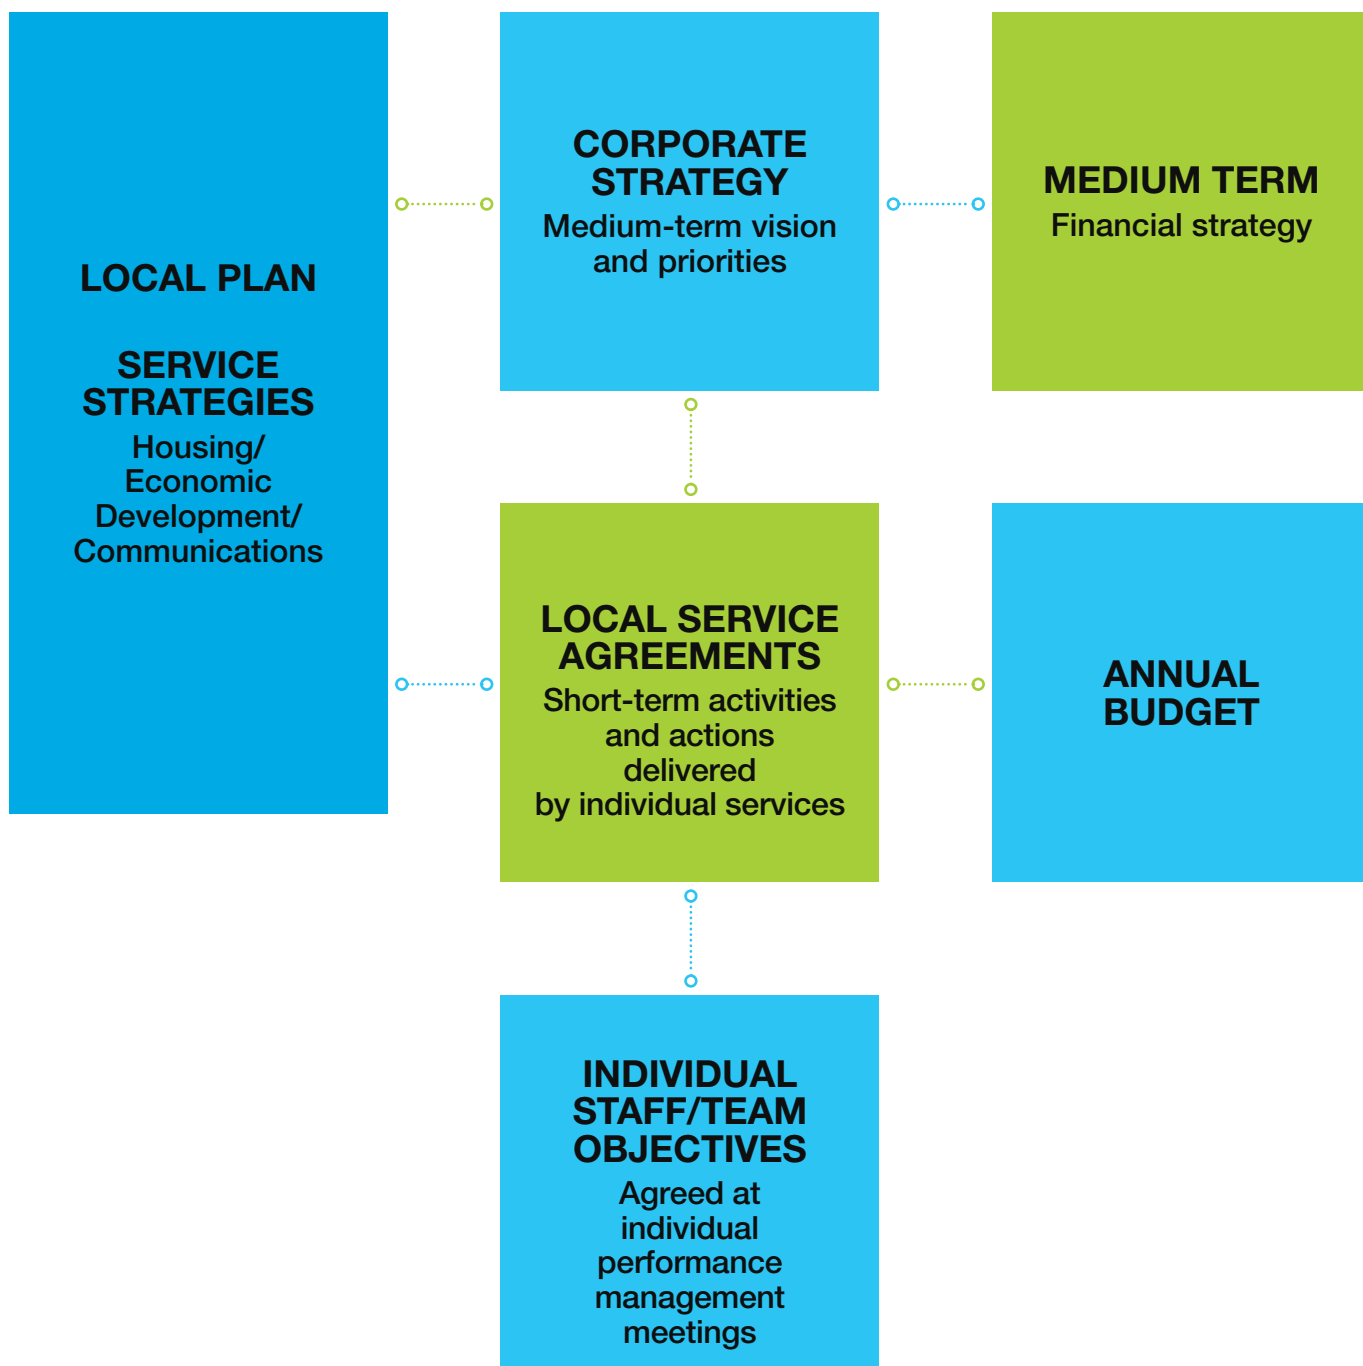 LOCAL PLAN
SERVICE
STRATEGIES
Housing/
Economic
Development/
Communications
CORPORATE
STRATEGY
Medium-term vision
and priorities
MEDIUM TERM
Financial strategy
LOCAL SERVICE
AGREEMENTS
Short-term activities
and actions
delivered
by individual services
ANNUAL
BUDGET
INDIVIDUAL
STAFF/TEAM
OBJECTIVES
Agreed at
individual
performance
management
meetings